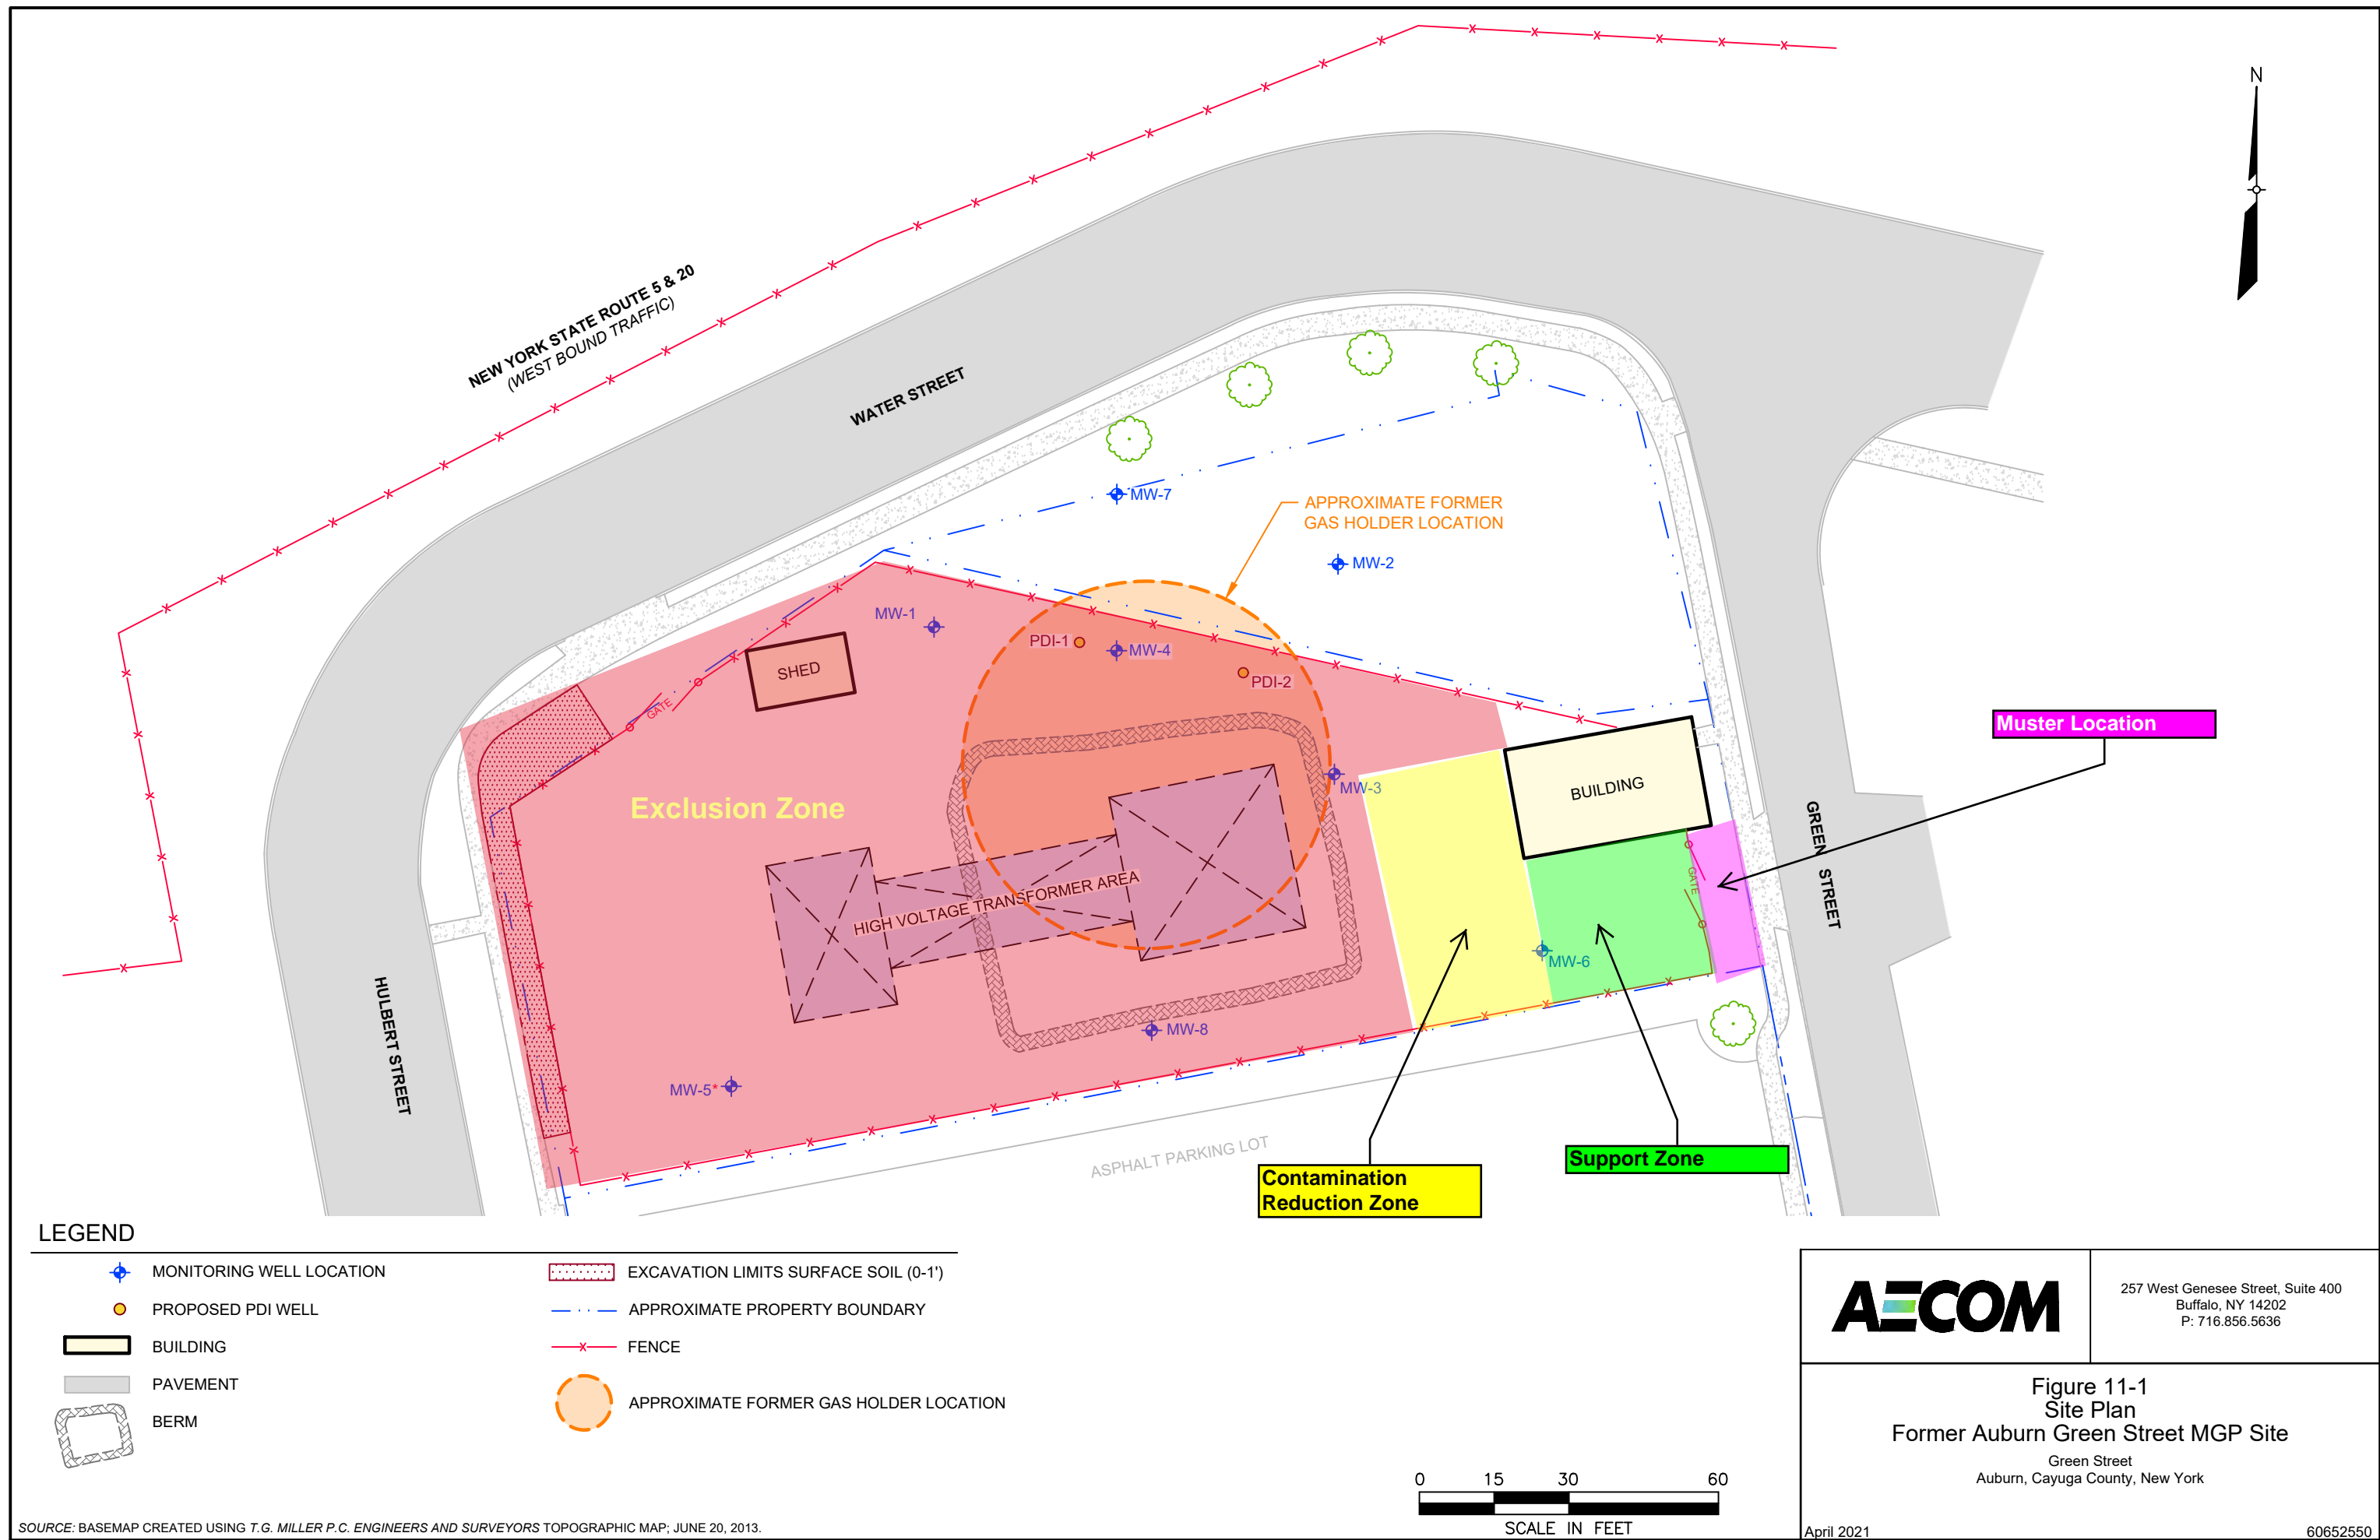 N
NEW YORK STATE ROUTE 5 & 20
(WEST BOUND TRAFFIC)
WATER STREET
MW-7
APPROXIMATE FORMER
GAS HOLDER LOCATION
MW-2
MW-1
PDI-1
MW-4
SHED
PDI-2
GATE
Muster Location
MW-3
BUILDING
Exclusion Zone
GREEN STREET
GATE
HIGH VOLTAGE TRANSFORMER AREA
MW-6
HULBERT STREET
MW-8
MW-5*
ASPHALT PARKING LOT
Support Zone
Contamination
Reduction Zone
LEGEND
MONITORING WELL LOCATION
PROPOSED PDI WELL
BUILDING
PAVEMENT
BERM
EXCAVATION LIMITS SURFACE SOIL (0-1')
APPROXIMATE PROPERTY BOUNDARY
FENCE
APPROXIMATE FORMER GAS HOLDER LOCATION
0 15 30 60
SCALE IN FEET
AECOM
257 West Genesee Street, Suite 400
Buffalo, NY 14202
P: 716.856.5636
Figure 11-1
Site Plan
Former Auburn Green Street MGP Site
Green Street
Auburn, Cayuga County, New York
April 2021 60652550
SOURCE: BASEMAP CREATED USING T.G. MILLER P.C. ENGINEERS AND SURVEYORS TOPOGRAPHIC MAP; JUNE 20, 2013.